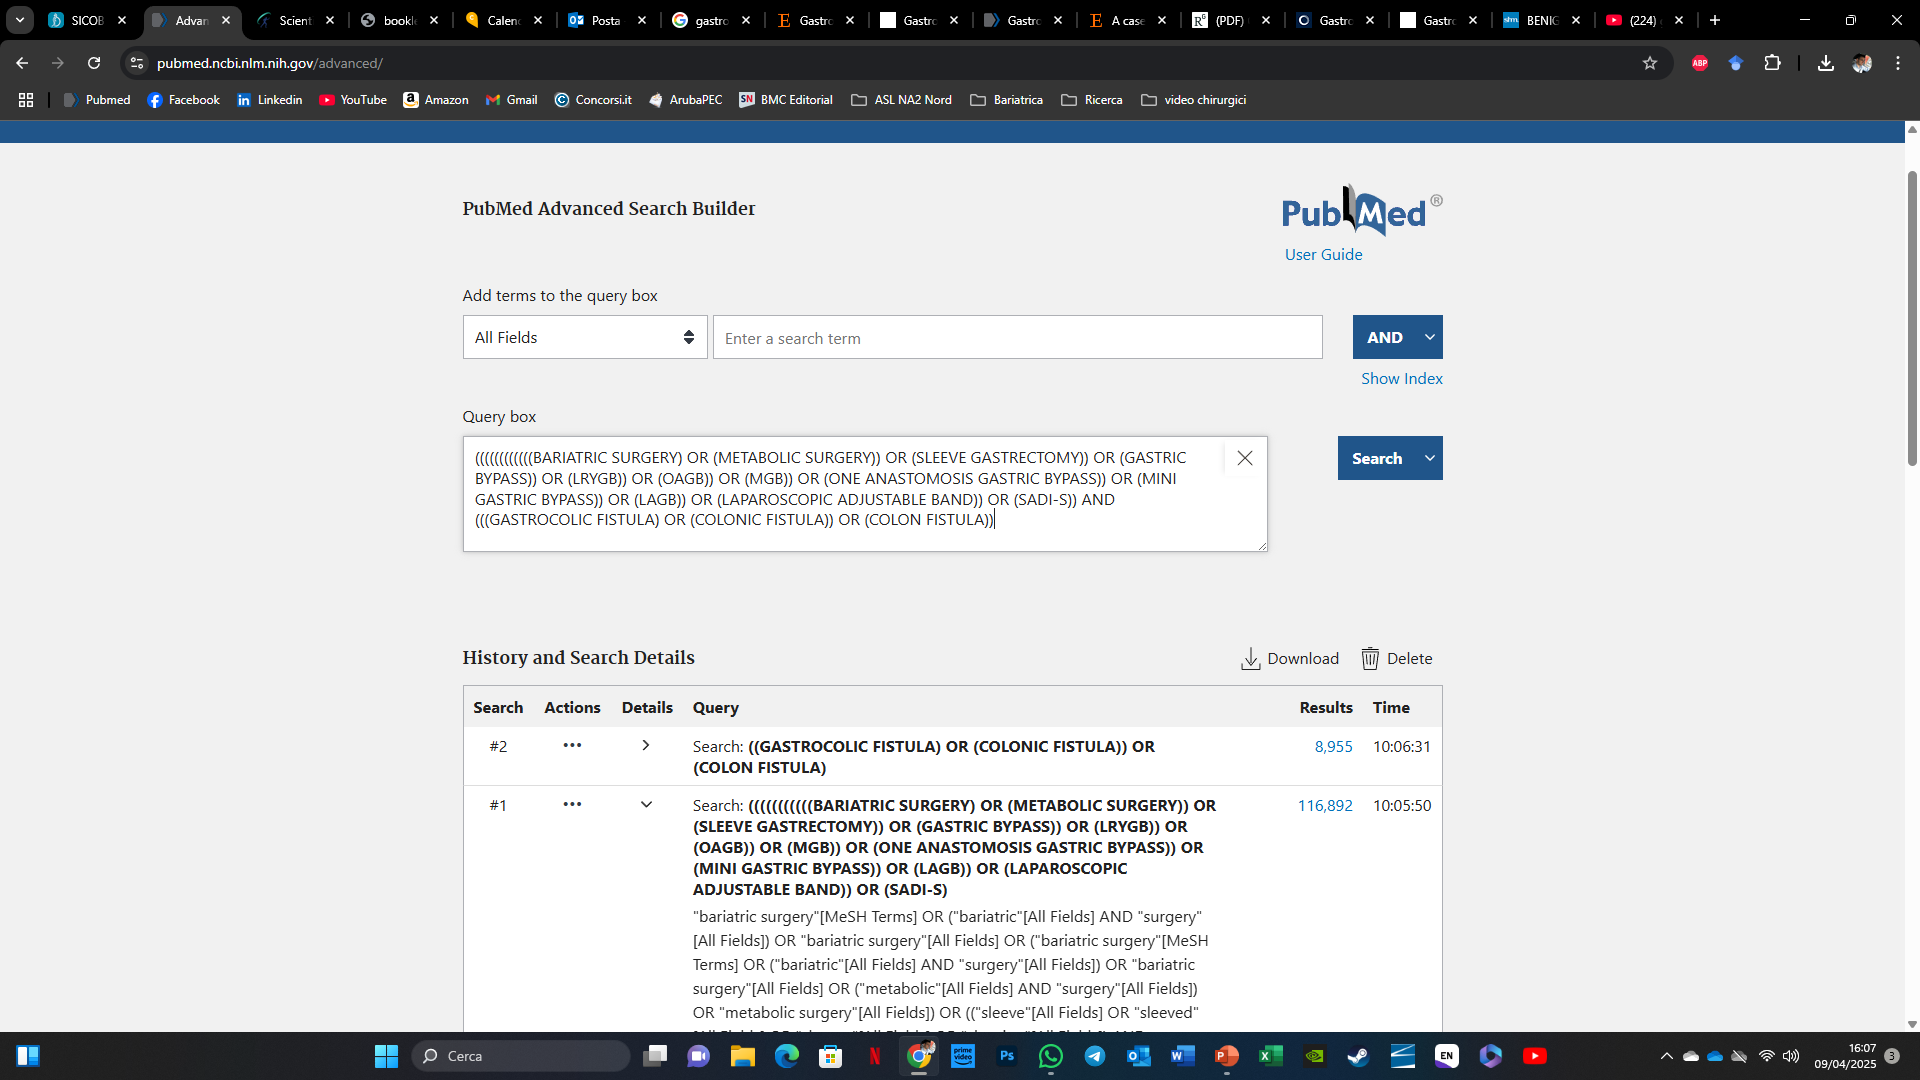 SICOB
Advan
Scient
bookle
Calenc
Posta
gastro
Gastro
Gastro
Gastro
A case
(PDF)
Gastro
Gastro
BENIG
(224)
pubmed.ncbi.nlm.nih.gov/advanced/
ABP
Pubmed
Facebook
Linkedin
YouTube
Amazon
Gmail
Concorsi.it
ArubaPEC
SN BMC Editorial
ASL NA2 Nord
Bariatrica
Ricerca
video chirurgici
PubMed Advanced Search Builder
PubMed®
User Guide
Add terms to the query box
All Fields
Enter a search term
AND
Show Index
Query box
((((((((((((BARIATRIC SURGERY) OR (METABOLIC SURGERY)) OR (SLEEVE GASTRECTOMY)) OR (GASTRIC
BYPASS)) OR (LRYGB)) OR (OAGB)) OR (MGB)) OR (ONE ANASTOMOSIS GASTRIC BYPASS)) OR (MINI
GASTRIC BYPASS)) OR (LAGB)) OR (LAPAROSCOPIC ADJUSTABLE BAND)) OR (SADI-S)) AND
(((GASTROCOLIC FISTULA) OR (COLONIC FISTULA)) OR (COLON FISTULA))
Search
History and Search Details
Download
Delete
Search Actions Details Query Results Time
#2 Search: ((GASTROCOLIC FISTULA) OR (COLONIC FISTULA)) OR 8,955 10:06:31
(COLON FISTULA)
#1 Search: (((((((((((BARIATRIC SURGERY) OR (METABOLIC SURGERY)) OR 116,892 10:05:50
(SLEEVE GASTRECTOMY)) OR (GASTRIC BYPASS)) OR (LRYGB)) OR
(OAGB)) OR (MGB)) OR (ONE ANASTOMOSIS GASTRIC BYPASS)) OR
(MINI GASTRIC BYPASS)) OR (LAGB)) OR (LAPAROSCOPIC
ADJUSTABLE BAND)) OR (SADI-S)
"bariatric surgery"[MeSH Terms] OR ("bariatric"[All Fields] AND "surgery"
[All Fields]) OR "bariatric surgery"[All Fields] OR ("bariatric surgery"[MeSH
Terms] OR ("bariatric"[All Fields] AND "surgery"[All Fields]) OR "bariatric
surgery"[All Fields] OR ("metabolic"[All Fields] AND "surgery"[All Fields])
OR "metabolic surgery"[All Fields]) OR (("sleeve"[All Fields] OR "sleeved"
Cerca
prime video
Ps
EN
16:07
09/04/2025
3